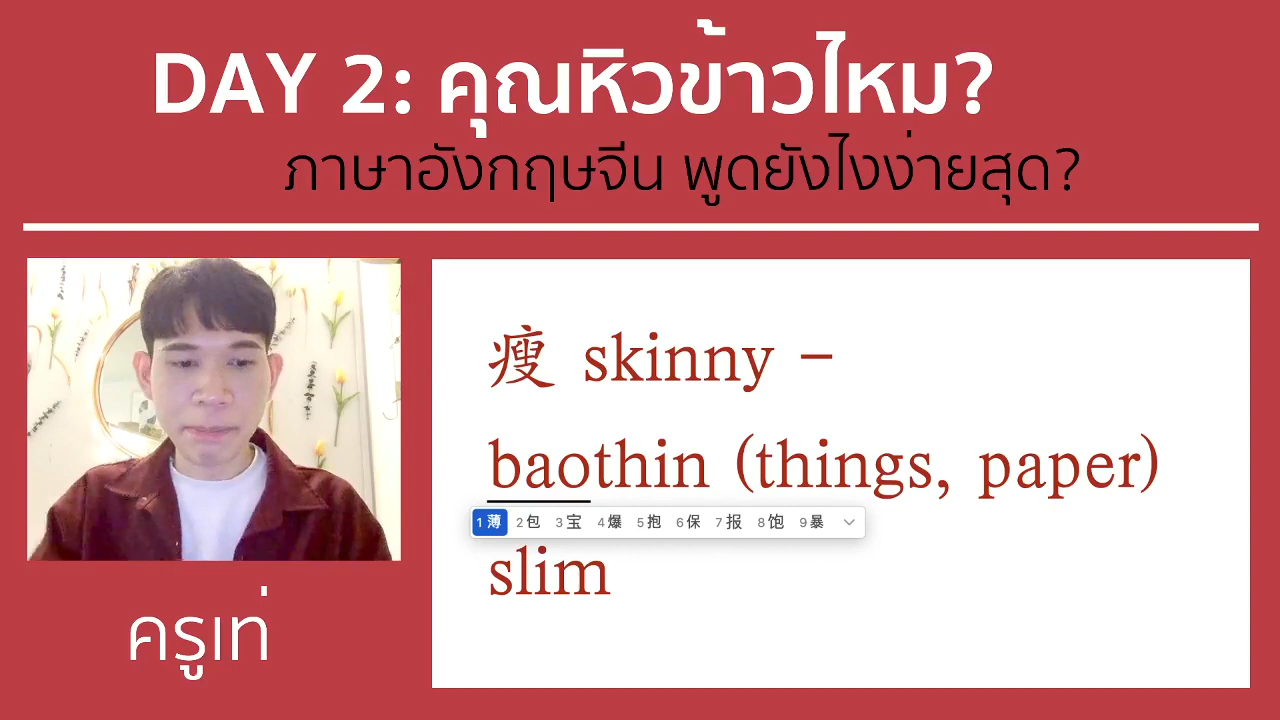 DAY 2: คุณหิวข้าวไหม?
ภาษาอังกฤษจีน พูดยังไงง่ายสุด?
瘦 skinny –
baothin (things, paper)
1 薄 2 包 3 宝 4 爆 5 抱 6 保 7 报 8 饱 9 暴
slim
ครูเท่